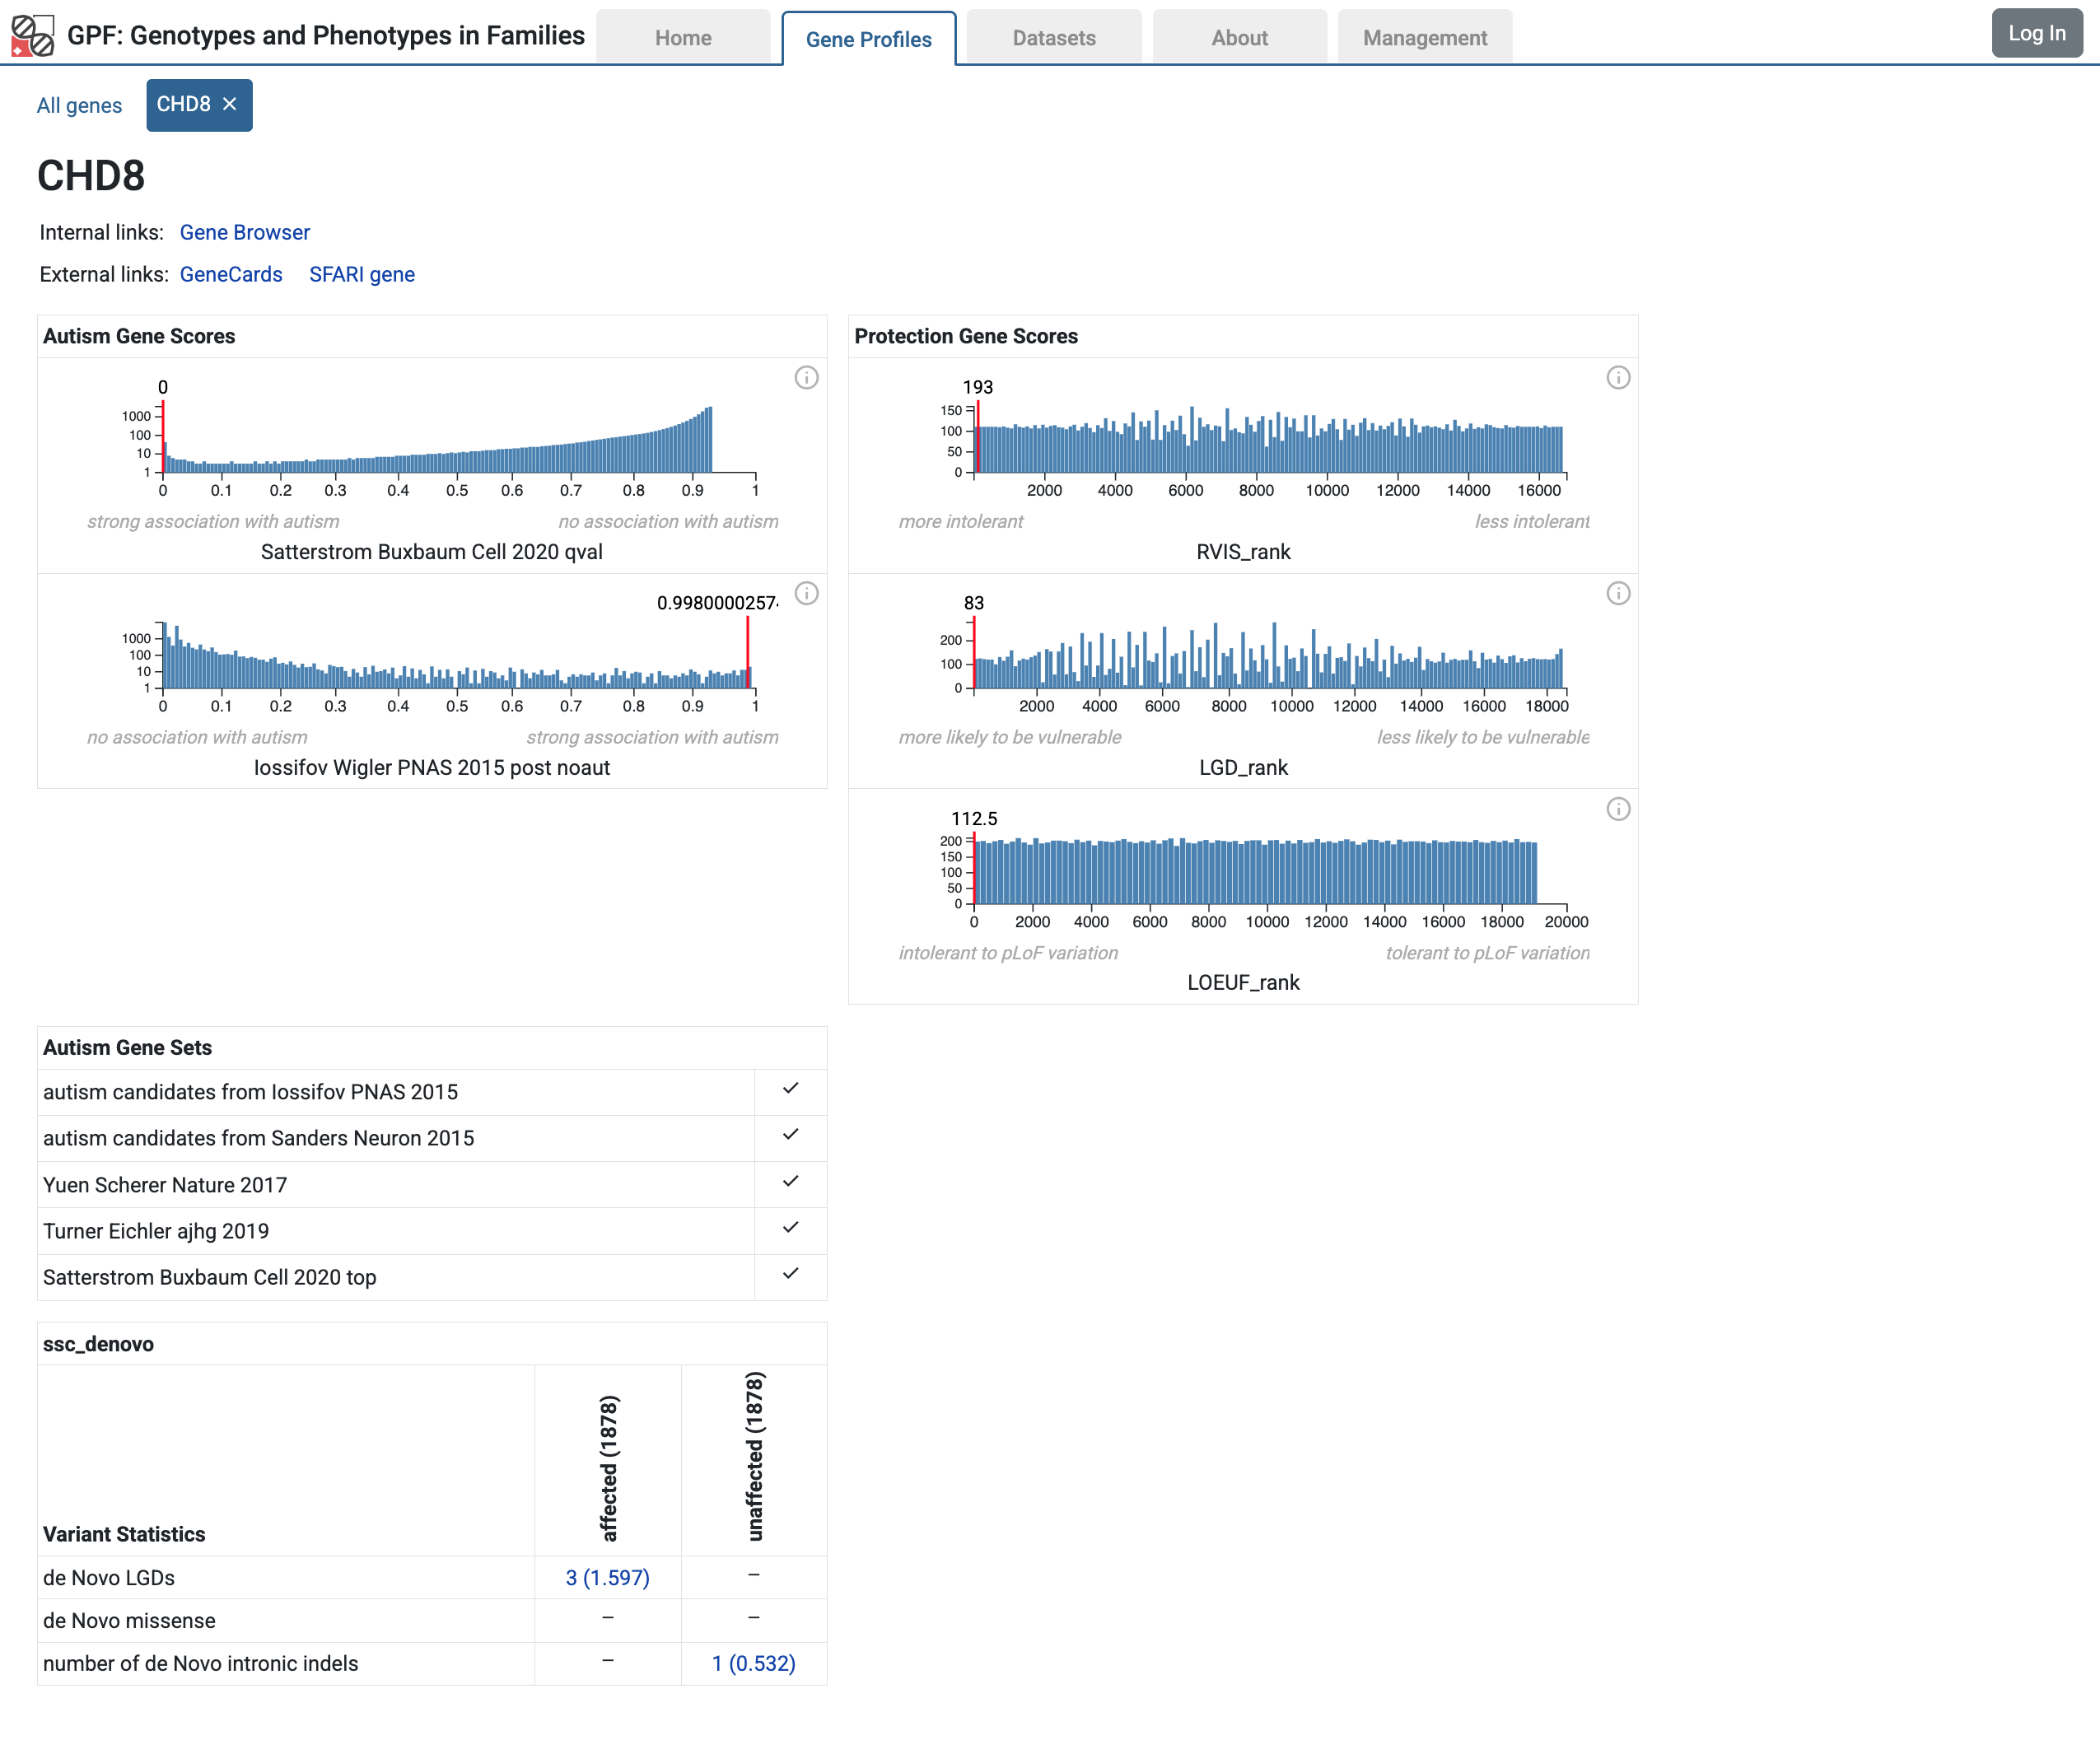 GPF: Genotypes and Phenotypes in Families
Home
Gene Profiles
Datasets
About
Management
Log In
All genes
CHD8 ×
CHD8
Internal links: Gene Browser
External links: GeneCards SFARI gene
Autism Gene Scores
0
1000
100
10
1
0 0.1 0.2 0.3 0.4 0.5 0.6 0.7 0.8 0.9 1
strong association with autism no association with autism
Satterstrom Buxbaum Cell 2020 qval
0.9980000257
1000
100
10
1
0 0.1 0.2 0.3 0.4 0.5 0.6 0.7 0.8 0.9 1
no association with autism strong association with autism
Iossifov Wigler PNAS 2015 post noaut
Protection Gene Scores
193
150
100
50
0
2000 4000 6000 8000 10000 12000 14000 16000
more intolerant less intolerant
RVIS_rank
83
200
100
0
2000 4000 6000 8000 10000 12000 14000 16000 18000
more likely to be vulnerable less likely to be vulnerable
LGD_rank
112.5
200
150
100
50
0
0 2000 4000 6000 8000 10000 12000 14000 16000 18000 20000
intolerant to pLoF variation tolerant to pLoF variation
LOEUF_rank
Autism Gene Sets
autism candidates from Iossifov PNAS 2015 ✓
autism candidates from Sanders Neuron 2015 ✓
Yuen Scherer Nature 2017 ✓
Turner Eichler ajhg 2019 ✓
Satterstrom Buxbaum Cell 2020 top ✓
ssc_denovo
Variant Statistics affected (1878) unaffected (1878)
de Novo LGDs 3 (1.597) –
de Novo missense – –
number of de Novo intronic indels – 1 (0.532)